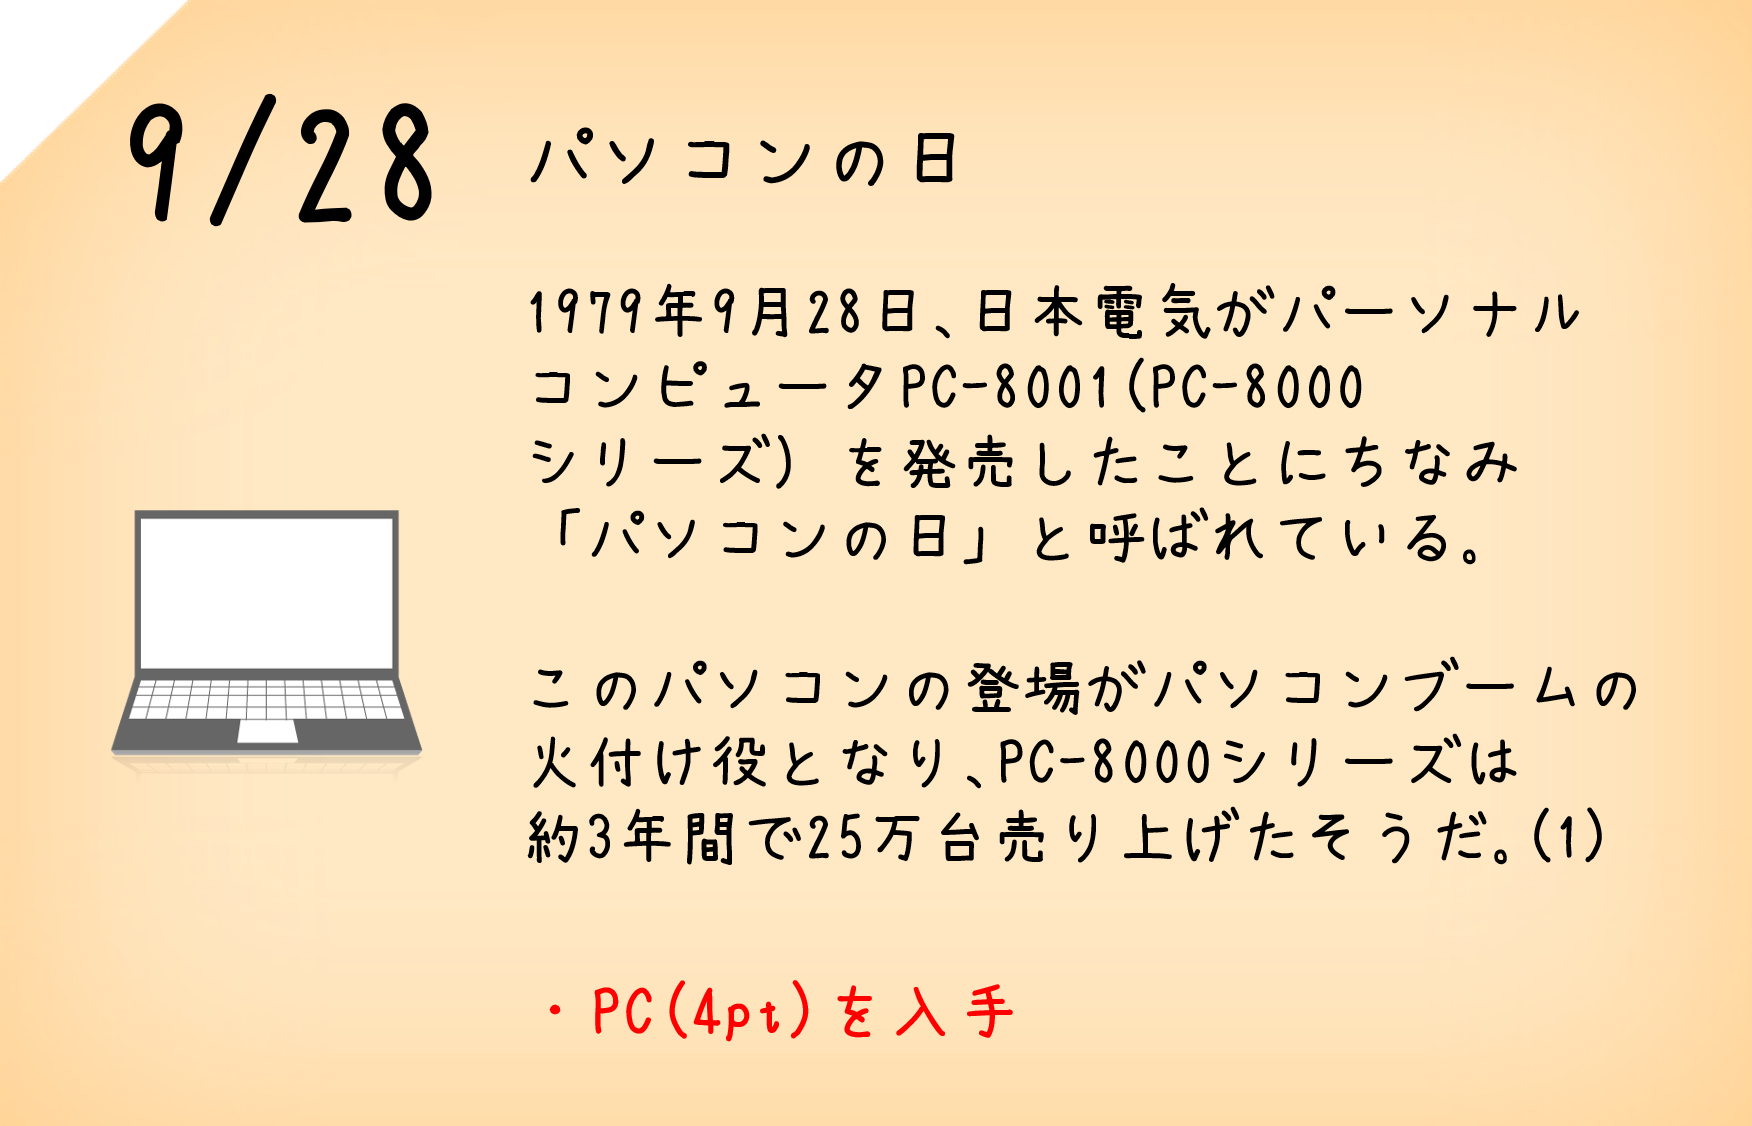 9/28 パソコンの日
1979年9月28日、日本電気がパーソナル
コンピュータPC-8001(PC-8000
シリーズ) を発売したことにちなみ
「パソコンの日」と呼ばれている。
このパソコンの登場がパソコンブームの
火付け役となり、PC-8000シリーズは
約3年間で25万台売り上げたそうだ。(1)
・PC(4pt)を入手